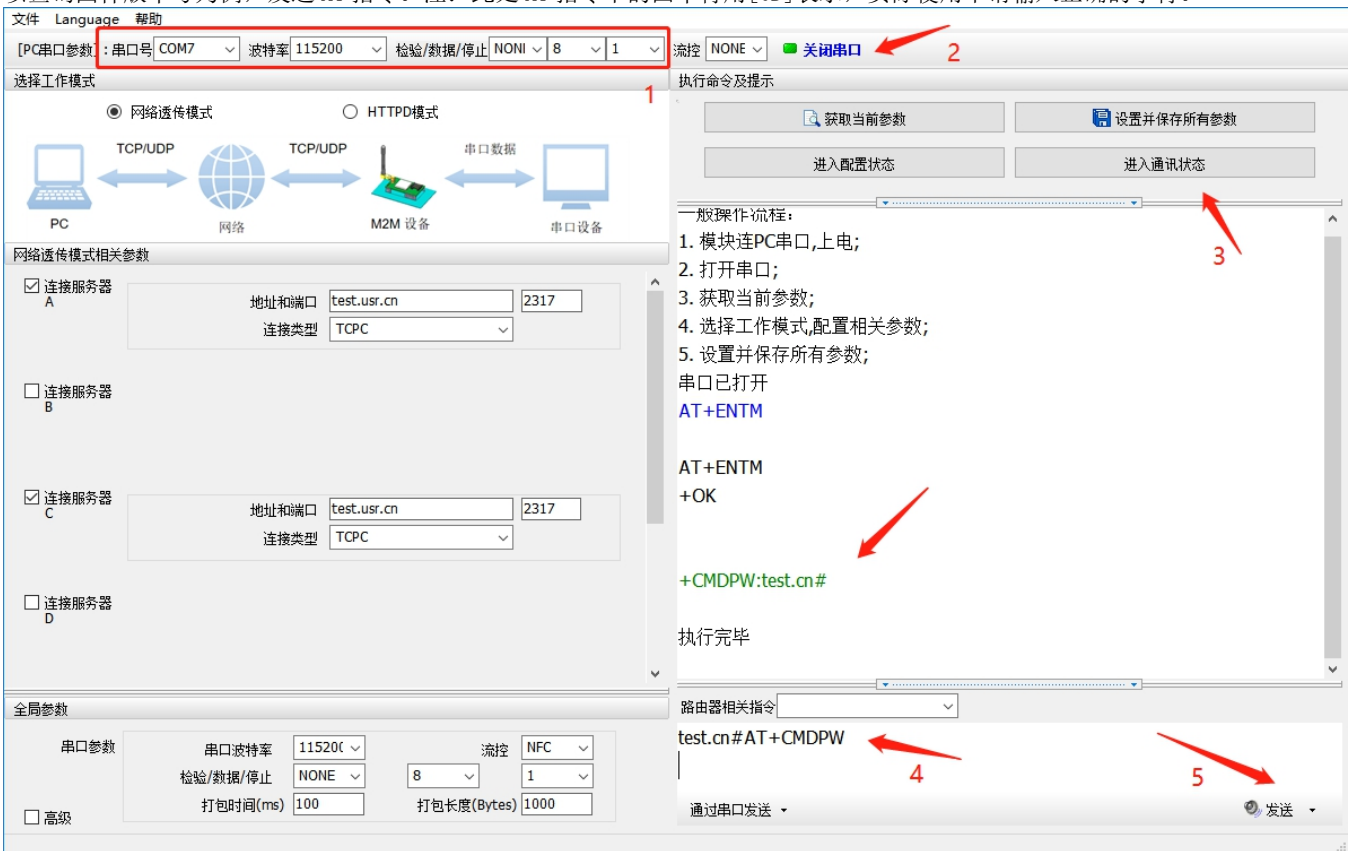 文件 Language 帮助
[PC串口参数]:串口号 COM7 波特率 115200 检验/数据/停止 NONI 8 1 流控 NONE 关闭串口
2
选择工作模式
1
网络透传模式 HTTPD模式
TCP/UDP TCP/UDP 串口数据
PC 网络 M2M 设备 串口设备
网络透传模式相关参数
连接服务器 A
地址和端口 test.usr.cn 2317
连接类型 TCPC
连接服务器 B
连接服务器 C
地址和端口 test.usr.cn 2317
连接类型 TCPC
连接服务器 D
全局参数
串口参数 串口波特率 11520( 流控 NFC
检验/数据/停止 NONE 8 1
打包时间(ms) 100 打包长度(Bytes) 1000
高级
执行命令及提示
获取当前参数 设置并保存所有参数
进入配置状态 进入通讯状态
3
一般操作流程:
1. 模块连PC串口,上电;
2. 打开串口;
3. 获取当前参数;
4. 选择工作模式,配置相关参数;
5. 设置并保存所有参数;
串口已打开
AT+ENTM
AT+ENTM
+OK
+CMDPW:test.cn#
执行完毕
路由器相关指令
test.cn#AT+CMDPW
4
5
通过串口发送 发送